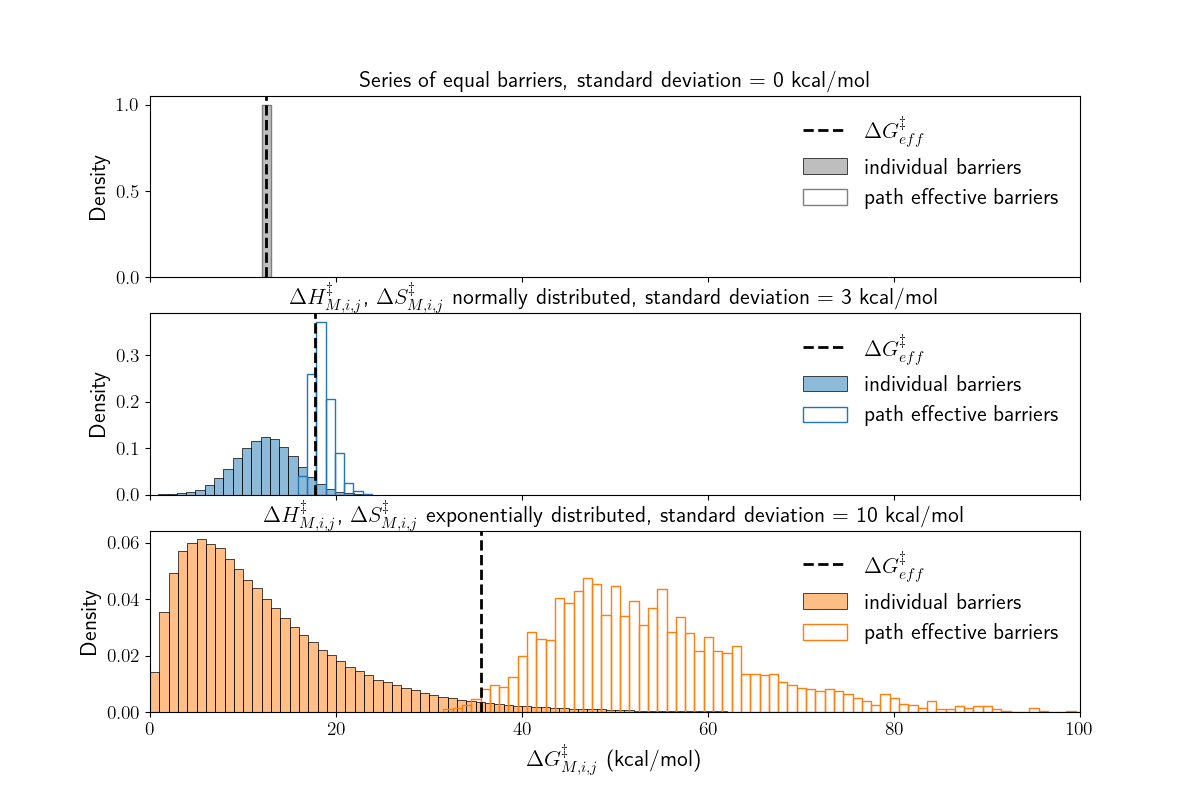 Series of equal barriers, standard deviation = 0 kcal/mol
1.0
0.5
0.0
Density
ΔG‡eff
individual barriers
path effective barriers
ΔH‡M,i,j, ΔS‡M,i,j normally distributed, standard deviation = 3 kcal/mol
0.3
0.2
0.1
0.0
Density
ΔG‡eff
individual barriers
path effective barriers
ΔH‡M,i,j, ΔS‡M,i,j exponentially distributed, standard deviation = 10 kcal/mol
0.06
0.04
0.02
0.00
Density
ΔG‡eff
individual barriers
path effective barriers
0 20 40 60 80 100
ΔG‡M,i,j (kcal/mol)